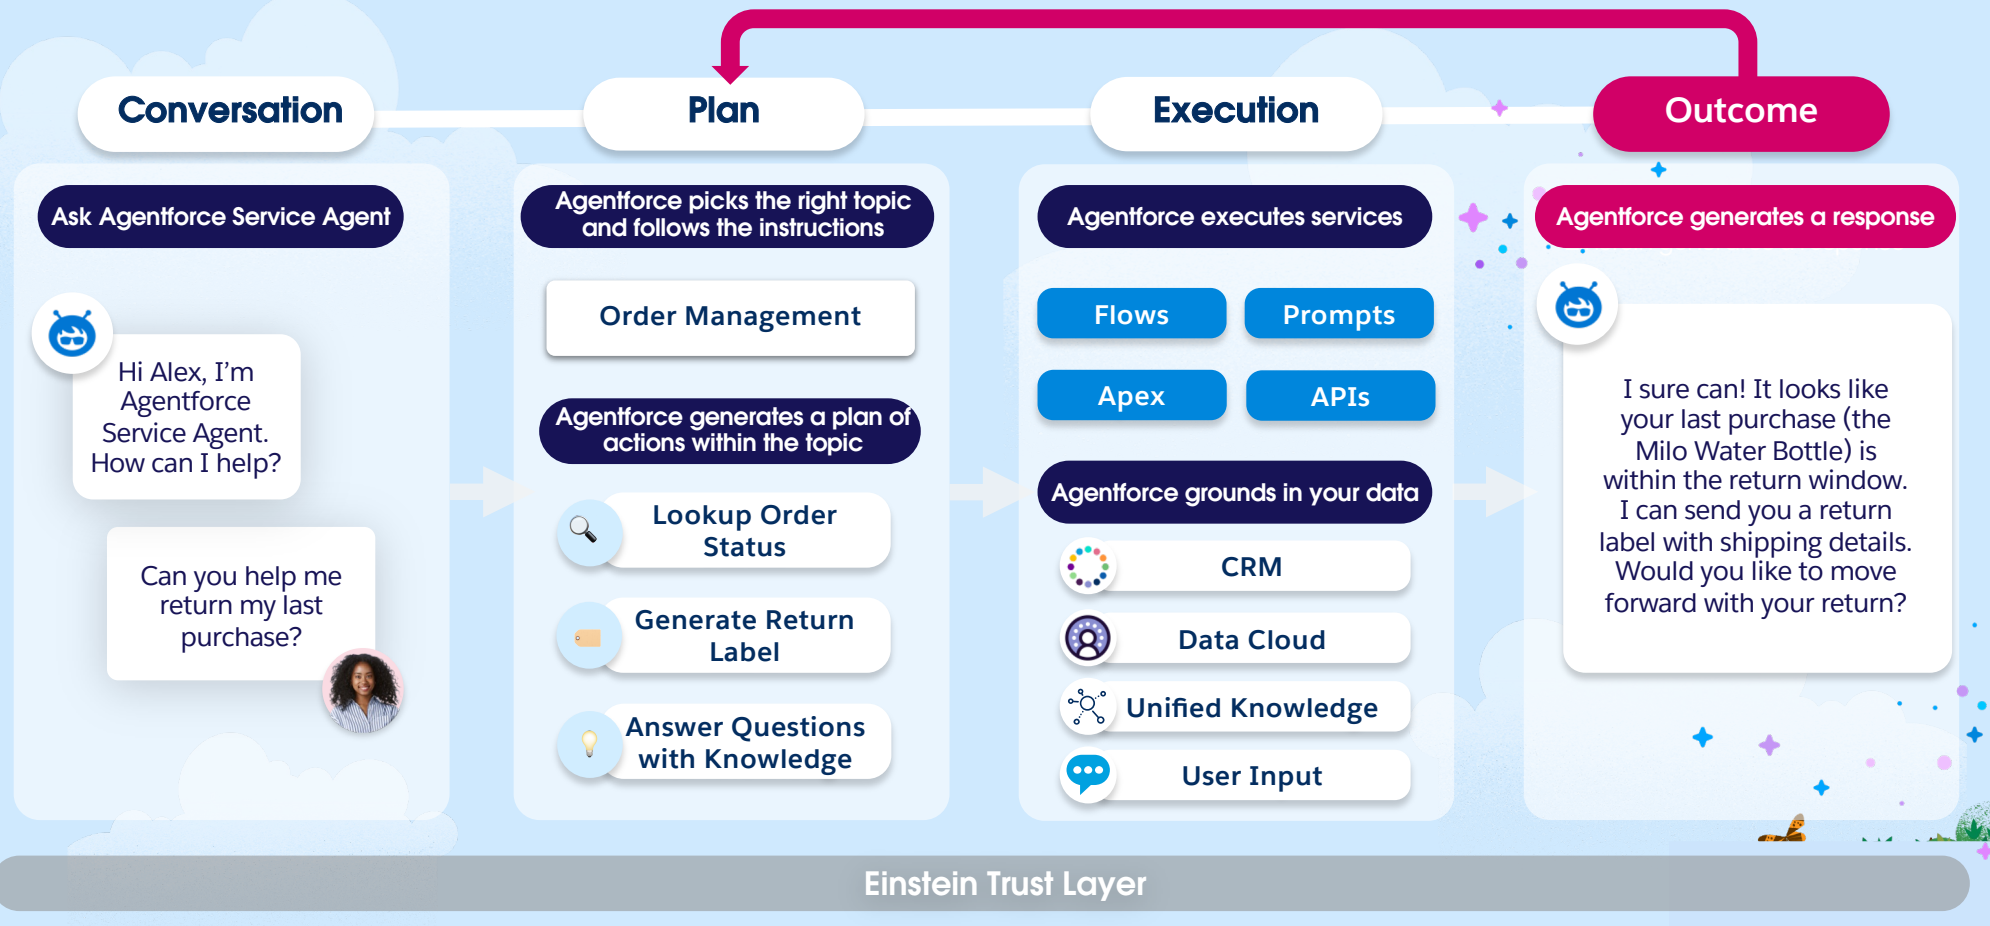 Conversation
Plan
Execution
Outcome
Ask Agentforce Service Agent
Hi Alex, I’m
Agentforce
Service Agent.
How can I help?
Can you help me
return my last
purchase?
Agentforce picks the right topic
and follows the instructions
Order Management
Agentforce generates a plan of
actions within the topic
Lookup Order
Status
Generate Return
Label
Answer Questions
with Knowledge
Agentforce executes services
Flows
Prompts
Apex
APIs
Agentforce grounds in your data
CRM
Data Cloud
Unified Knowledge
User Input
Agentforce generates a response
I sure can! It looks like
your last purchase (the
Milo Water Bottle) is
within the return window.
I can send you a return
label with shipping details.
Would you like to move
forward with your return?
Einstein Trust Layer